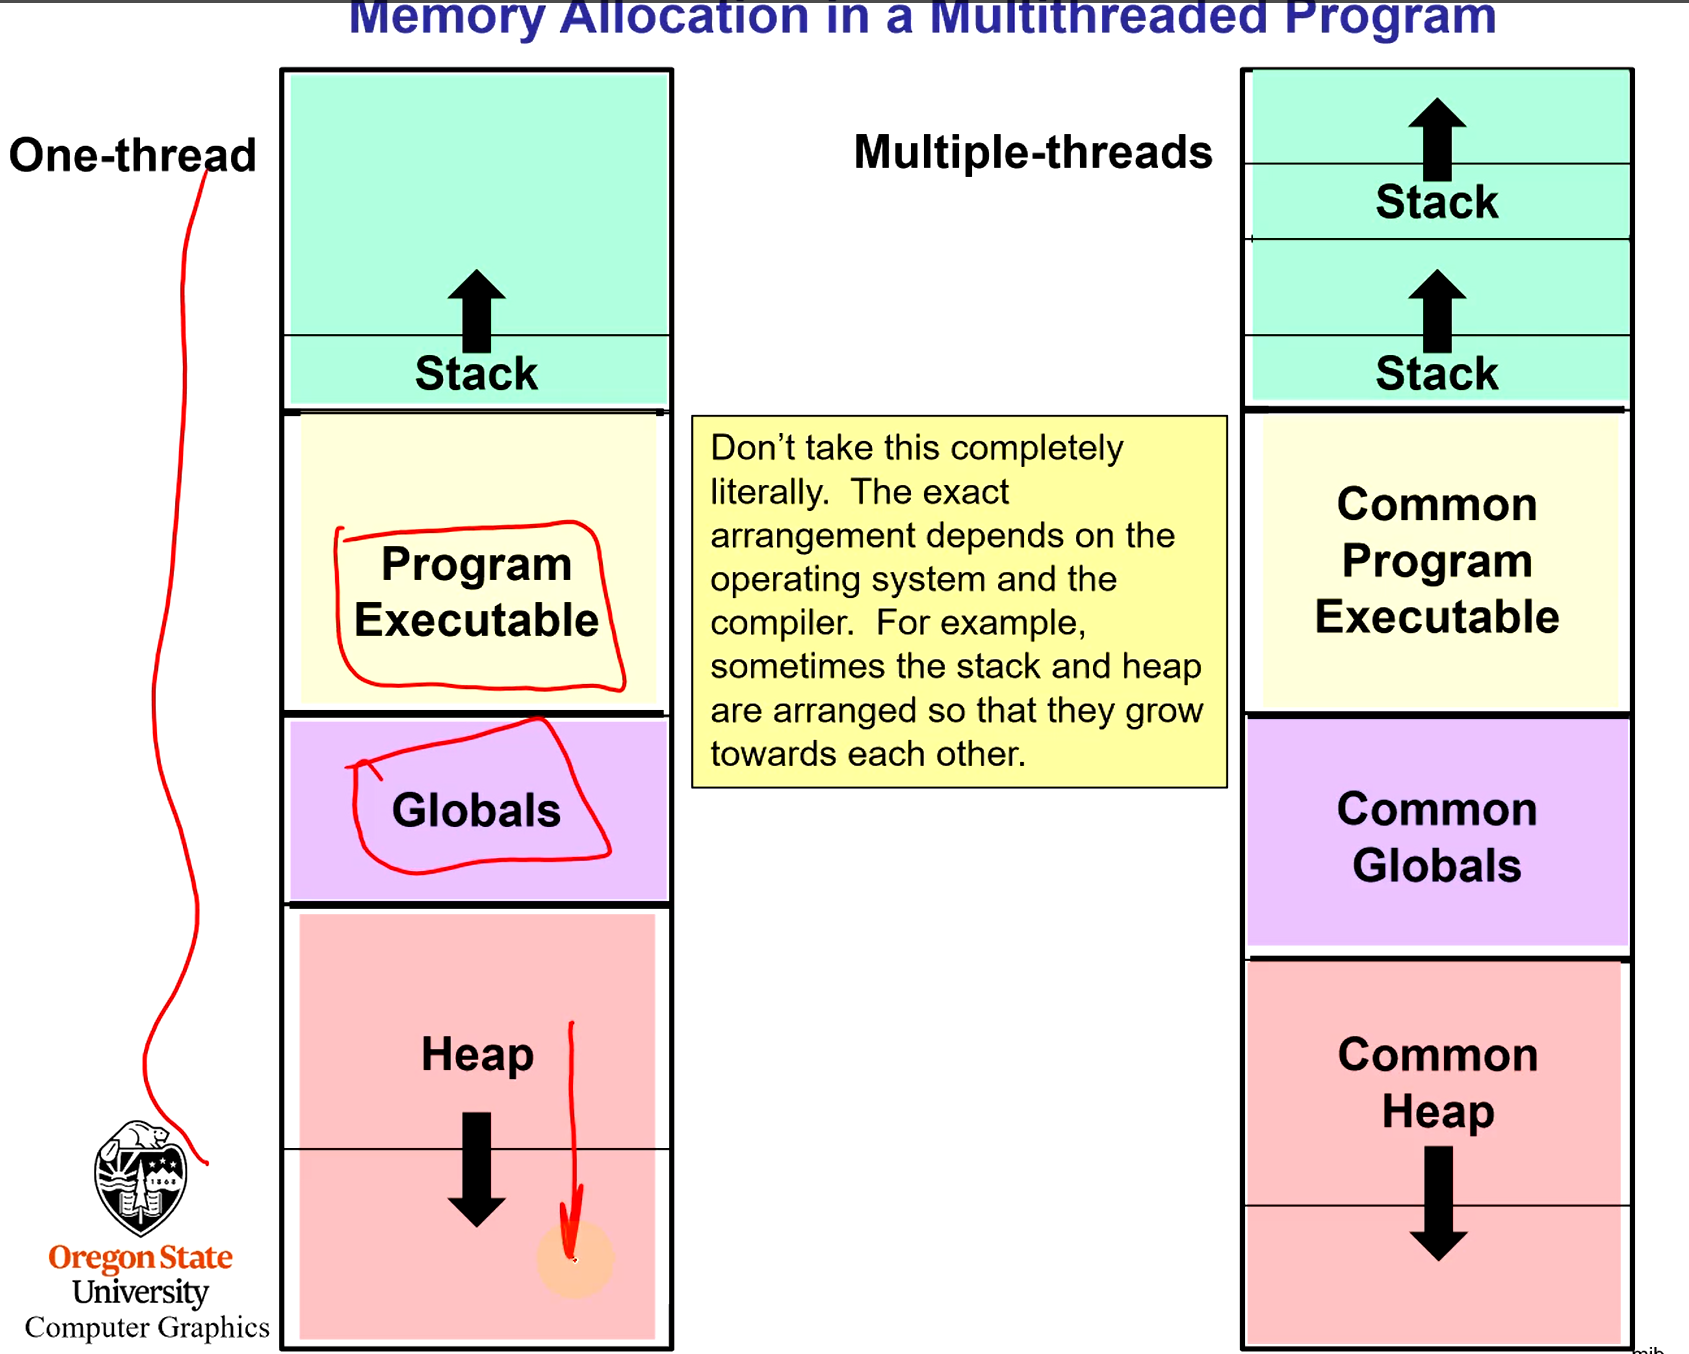 Memory Allocation in a Multithreaded Program
One-thread
Stack
Program
Executable
Globals
Heap
Don’t take this completely
literally.  The exact
arrangement depends on the
operating system and the
compiler.  For example,
sometimes the stack and heap
are arranged so that they grow
towards each other.
Multiple-threads
Stack
Stack
Common
Program
Executable
Common
Globals
Common
Heap
1868
Oregon State
University
Computer Graphics
mjb